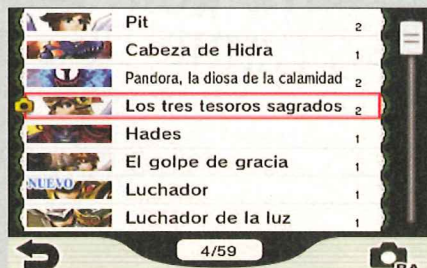 Pit 2
Cabeza de Hidra 1
Pandora, la diosa de la calamidad 2
Los tres tesoros sagrados 2
Hades 1
El golpe de gracia 1
NUEVO Luchador 1
Luchador de la luz 1
4/59
RA